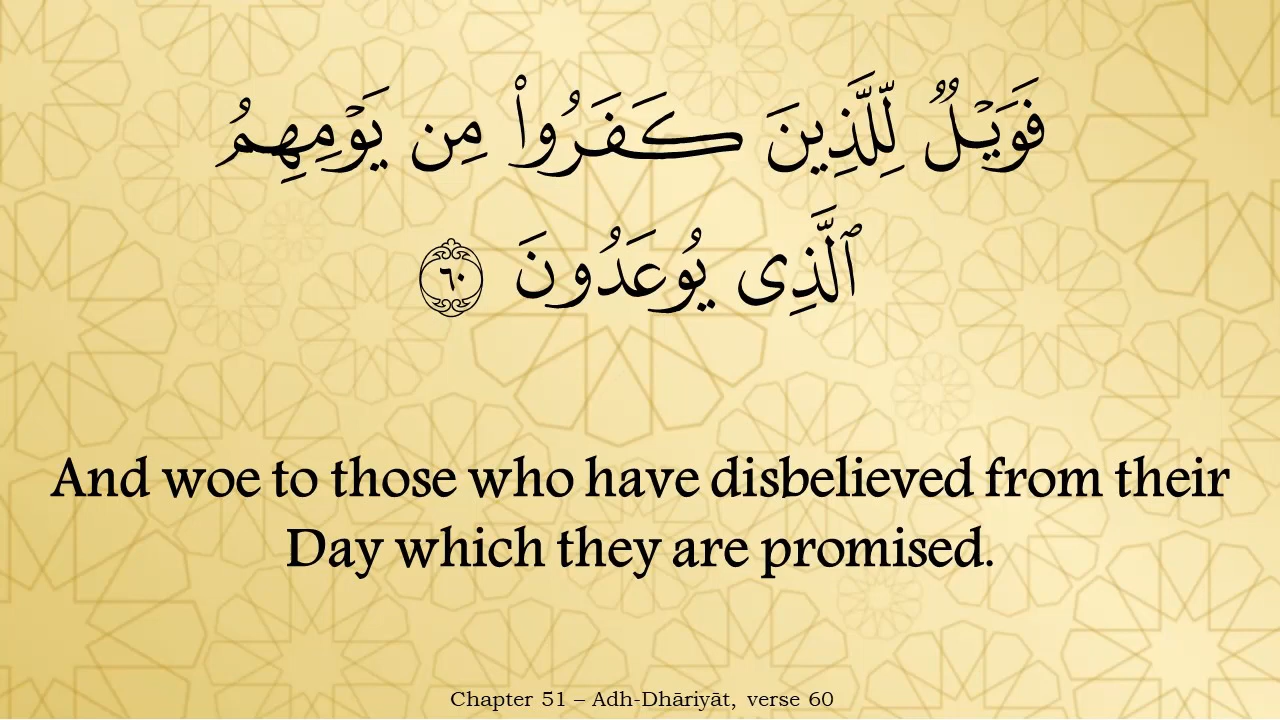 فَوَيْلٌ لِّلَّذِينَ كَفَرُوا۟ مِن يَوْمِهِمُ
ٱلَّذِى يُوعَدُونَ ٦٠
And woe to those who have disbelieved from their
Day which they are promised.
Chapter 51 – Adh-Dhāriyāt, verse 60